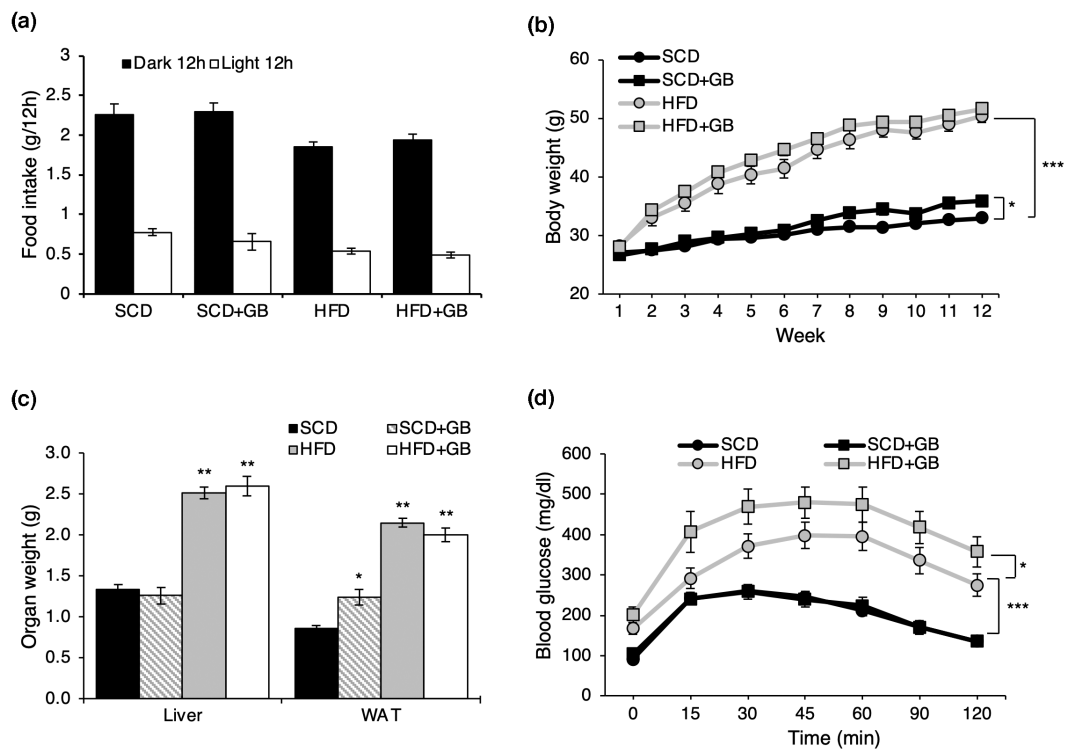 (a)
3
2.5
2
1.5
1
0.5
0
Food intake (g/12h)
Dark 12h Light 12h
SCD SCD+GB HFD HFD+GB
(b)
60
50
40
30
20
Body weight (g)
SCD
SCD+GB
HFD
HFD+GB
***
*
1 2 3 4 5 6 7 8 9 10 11 12
Week
(c)
SCD SCD+GB
HFD HFD+GB
3.0
2.5
2.0
1.5
1.0
0.5
0.0
Organ weight (g)
** **
* ** **
Liver WAT
(d)
SCD SCD+GB
HFD HFD+GB
600
500
400
300
200
100
0
Blood glucose (mg/dl)
*
***
0 15 30 45 60 90 120
Time (min)